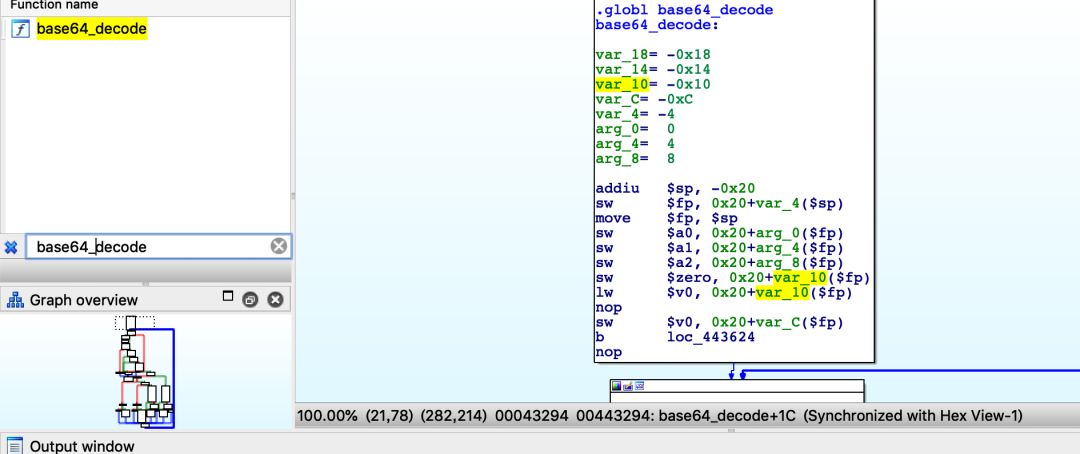 Function name
f base64_decode
base64_decode
Graph overview
.globl base64_decode
base64_decode:
var_18= -0x18
var_14= -0x14
var_10= -0x10
var_C= -0xC
var_4= -4
arg_0= 0
arg_4= 4
arg_8= 8
addiu $sp, -0x20
sw $fp, 0x20+var_4($sp)
move $fp, $sp
sw $a0, 0x20+arg_0($fp)
sw $a1, 0x20+arg_4($fp)
sw $a2, 0x20+arg_8($fp)
sw $zero, 0x20+var_10($fp)
lw $v0, 0x20+var_10($fp)
nop
sw $v0, 0x20+var_C($fp)
b loc_443624
nop
100.00% (21,78) (282,214) 00043294 00443294: base64_decode+1C (Synchronized with Hex View-1)
Output window